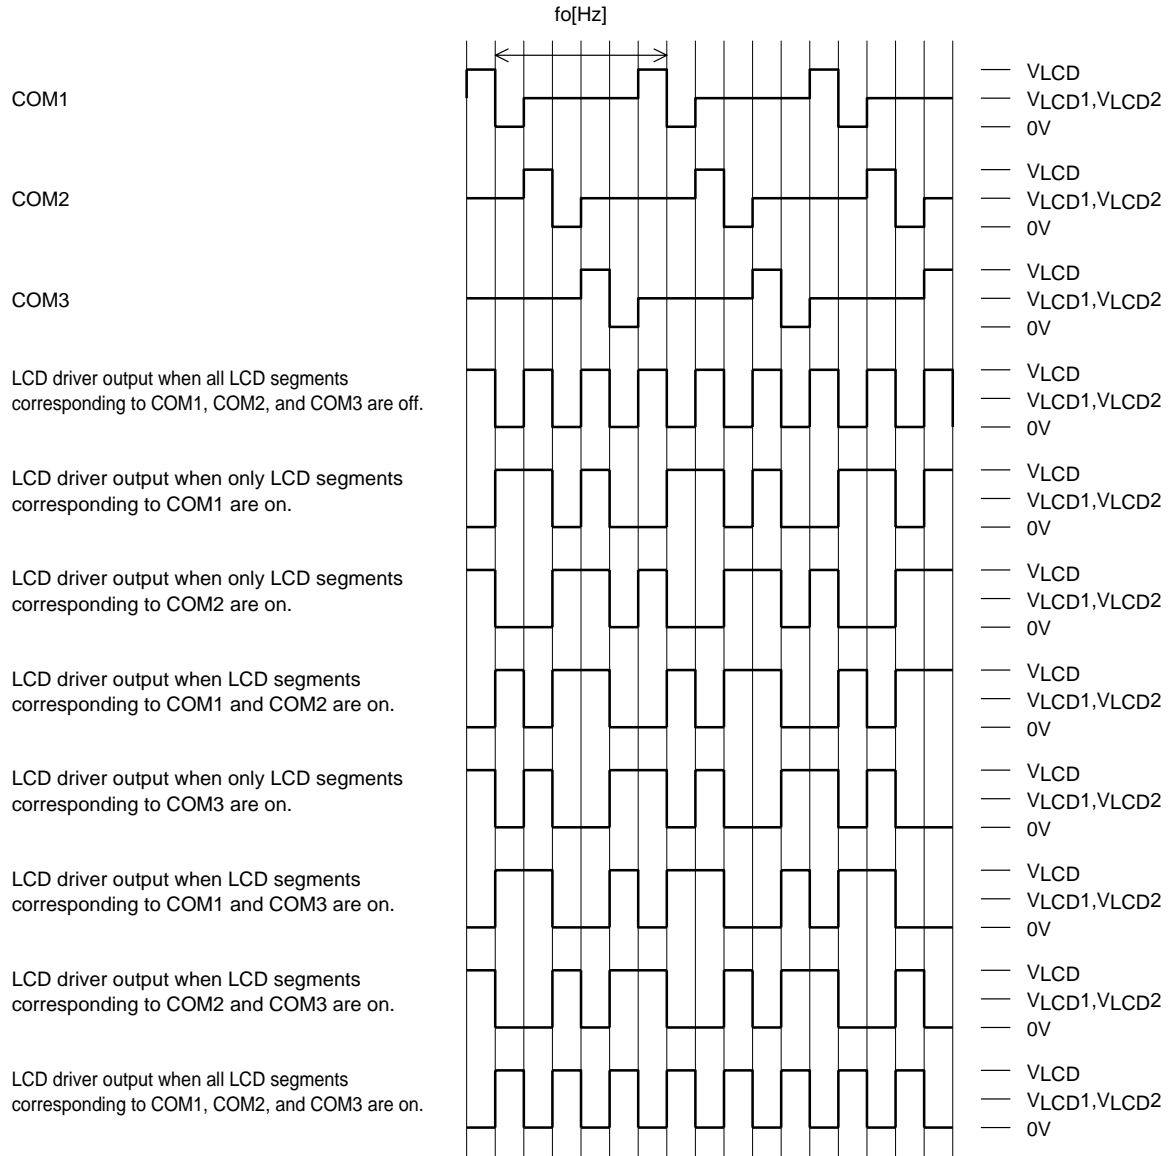 fo[Hz]
COM1
VLCD
VLCD1,VLCD2
0V
COM2
VLCD
VLCD1,VLCD2
0V
COM3
VLCD
VLCD1,VLCD2
0V
LCD driver output when all LCD segments
corresponding to COM1, COM2, and COM3 are off.
VLCD
VLCD1,VLCD2
0V
LCD driver output when only LCD segments
corresponding to COM1 are on.
VLCD
VLCD1,VLCD2
0V
LCD driver output when only LCD segments
corresponding to COM2 are on.
VLCD
VLCD1,VLCD2
0V
LCD driver output when LCD segments
corresponding to COM1 and COM2 are on.
VLCD
VLCD1,VLCD2
0V
LCD driver output when only LCD segments
corresponding to COM3 are on.
VLCD
VLCD1,VLCD2
0V
LCD driver output when LCD segments
corresponding to COM1 and COM3 are on.
VLCD
VLCD1,VLCD2
0V
LCD driver output when LCD segments
corresponding to COM2 and COM3 are on.
VLCD
VLCD1,VLCD2
0V
LCD driver output when all LCD segments
corresponding to COM1, COM2, and COM3 are on.
VLCD
VLCD1,VLCD2
0V